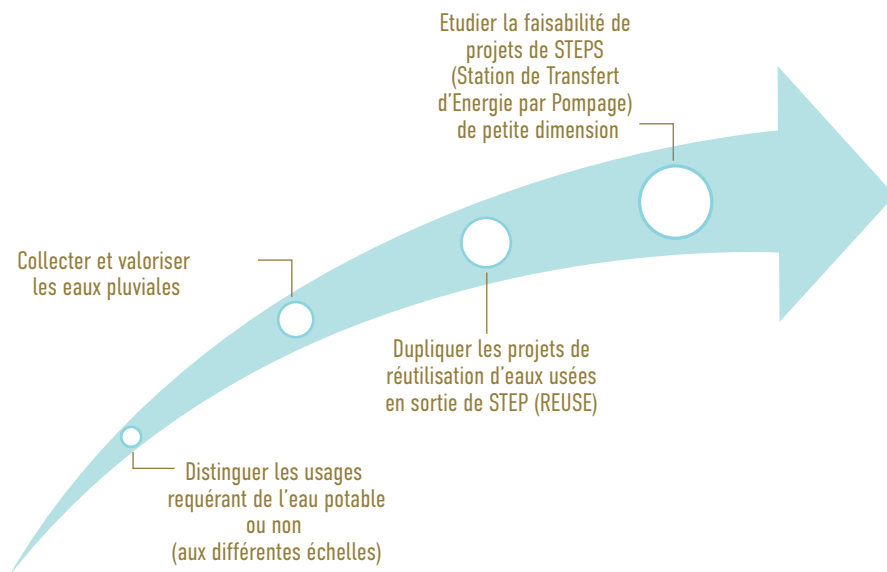 Etudier la faisabilité de
projets de STEPS
(Station de Transfert
d'Energie par Pompage)
de petite dimension
Collecter et valoriser
les eaux pluviales
Dupliquer les projets de
réutilisation d'eaux usées
en sortie de STEP (REUSE)
Distinguer les usages
requérant de l'eau potable
ou non
(aux différentes échelles)